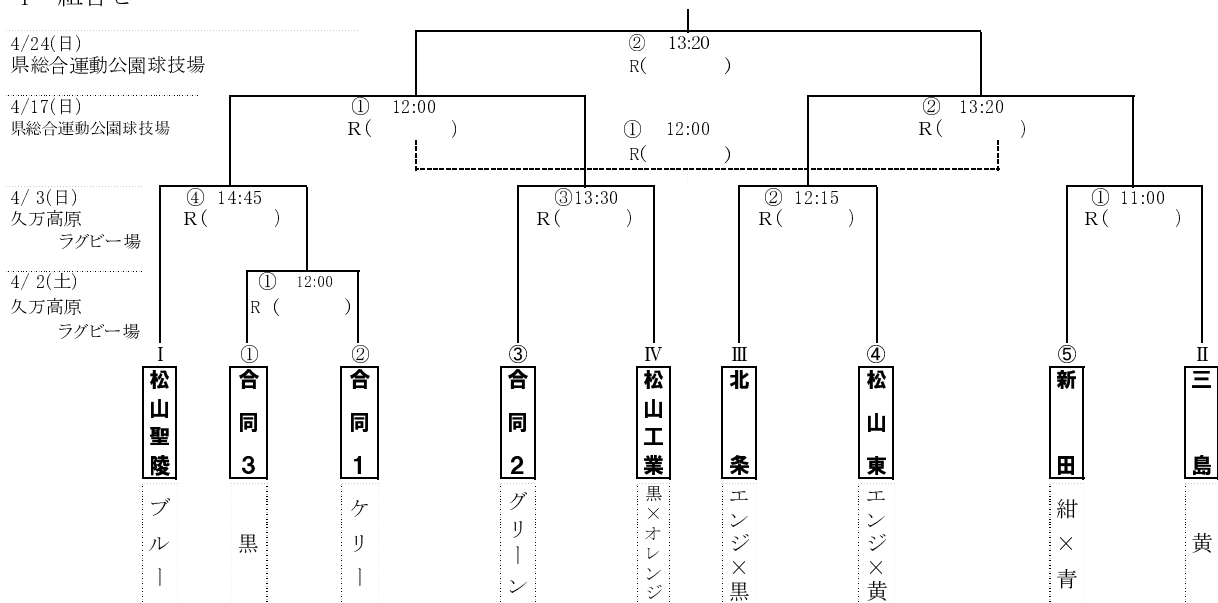 4/24(日)
② 13:20
県総合運動公園球技場
R( )
4/17(日)
① 12:00
② 13:20
県総合運動公園球技場
R( )
① 12:00
R( )
R( )
4/ 3(日)
④ 14:45
③13:30
② 12:15
① 11:00
久万高原
R( )
R( )
R( )
R( )
ラグビー場
4/ 2(土)
① 12:00
久万高原
R ( )
ラグビー場
Ⅰ
①
②
③
Ⅳ
Ⅲ
④
⑤
Ⅱ
松山聖陵
合同3
合同1
合同2
松山工業
北条
松山東
新田
三島
ブルー
黒
ケリー
グリーン
黒×オレンジ
エンジ×黒
エンジ×黄
紺×青
黄